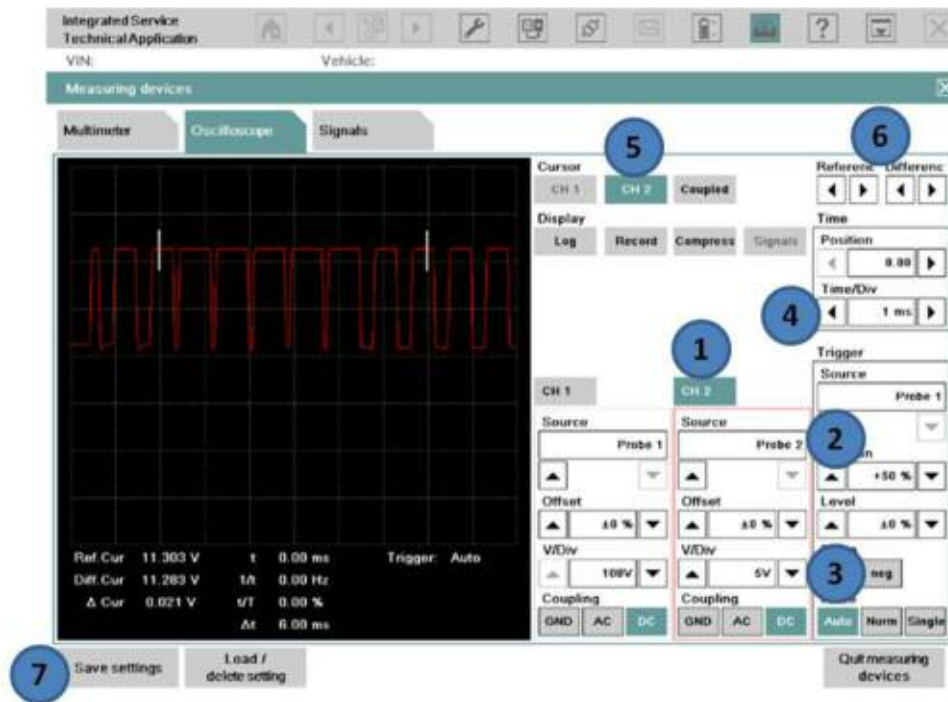 Integrated Service
Technical Application
?
VIN:
Vehicle:
Measuring devices
Multimeter
Oscilloscope
Signals
5
6
Cursor
CH 1
CH 2
Coupled
Referenc
Differenc
Display
Log
Record
Compress
Signals
Time
Position
0.00
Time/Div
4
1 ms
1
Trigger
Source
Probe 1
CH 1
CH 2
Source
Probe 1
Source
Probe 2
2
+50 %
Offset
±0 %
Offset
±0 %
Level
±0 %
V/Div
100V
V/Div
5V
3
neg
Coupling
GND
AC
DC
Coupling
GND
AC
DC
Auto
Norm
Single
Ref.Cur 11.303 V t 0.00 ms Trigger: Auto
Diff.Cur 11.283 V 1/t 0.00 Hz
Δ Cur 0.021 V t/T 0.00 %
Δt 6.00 ms
7
Save settings
Load /
delete setting
Quit measuring
devices